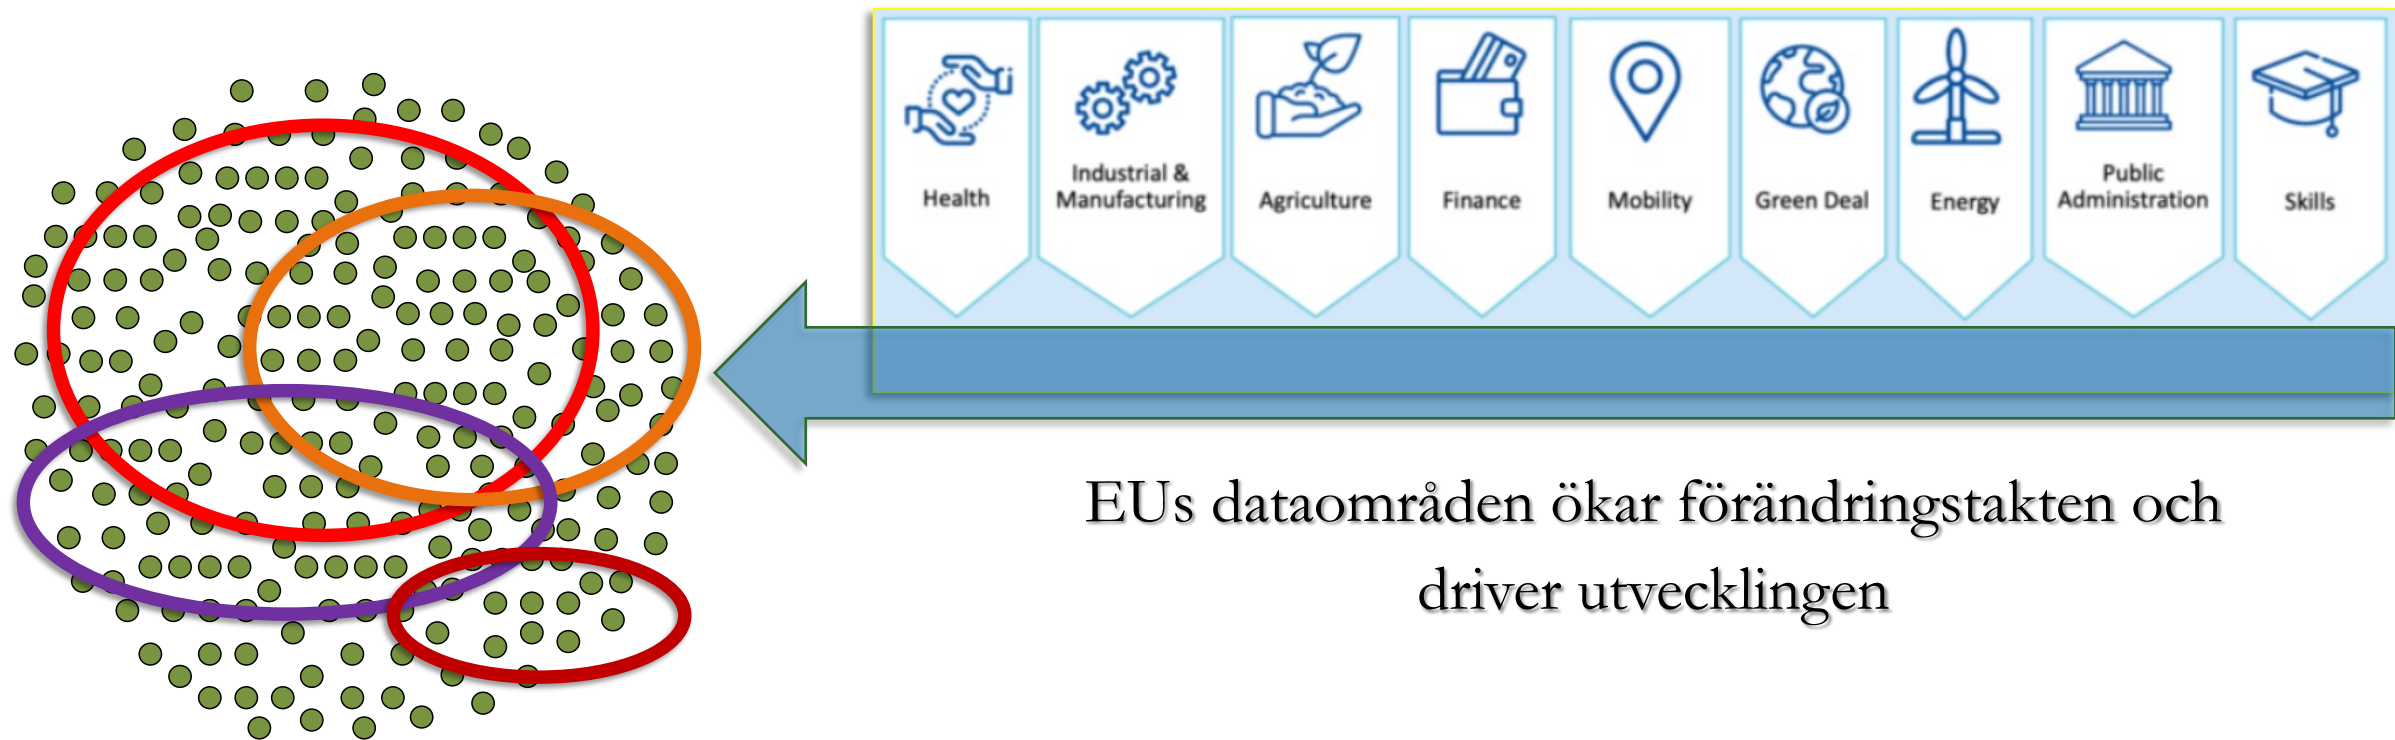 Health
Industrial &
Manufacturing
Agriculture
Finance
Mobility
Green Deal
Energy
Public
Administration
Skills
EUs dataområden ökar förändringstakten och
driver utvecklingen